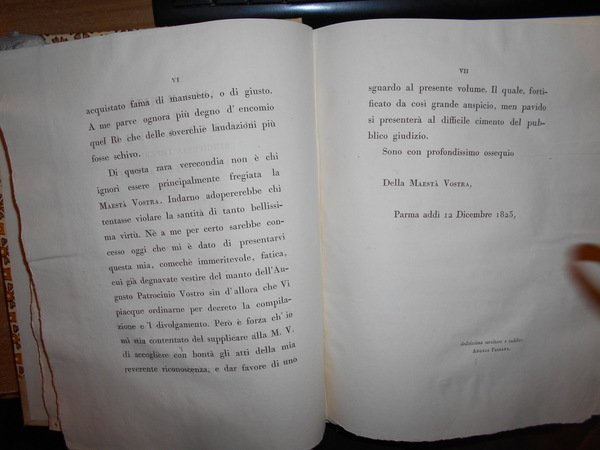 VI
acquistato fama di mansueto, o di giusto.
A me parve ognora più degno d' encomio
quel Re che delle soverchie laudazioni più
fosse schivo.
Di questa rara verecondia non è chi
ignori essere principalmente fregiata la
MAESTÀ VOSTRA. Indarno adopererebbe chi
tentasse violare la santità di tanto bellissi-
ma virtù. Nè a me per certo sarebbe con-
cesso oggi che mi è dato di presentarvi
questa mia, comechè immeritevole, fatica,
cui già degnavate vestire del manto dell'Au-
gusto Patrocinio Vostro sin d'allora che Vi
piacque ordinarne per decreto la compila-
zione e 'l divolgamento. Però è forza ch' io
mi sia contentato del supplicare alla M. V.
di accogliere con bontà gli atti della mia
reverente riconoscenza, e dar favore di uno
VII
sguardo al presente volume. Il quale, forti-
ficato da così grande auspicio, men pavido
si presenterà al difficile cimento del pub-
blico giudizio.
Sono con profondissimo ossequio
Della MAESTÀ VOSTRA,
Parma addì 12 Dicembre 1825,
servitore e suddito
ANGELO PEZZANA.